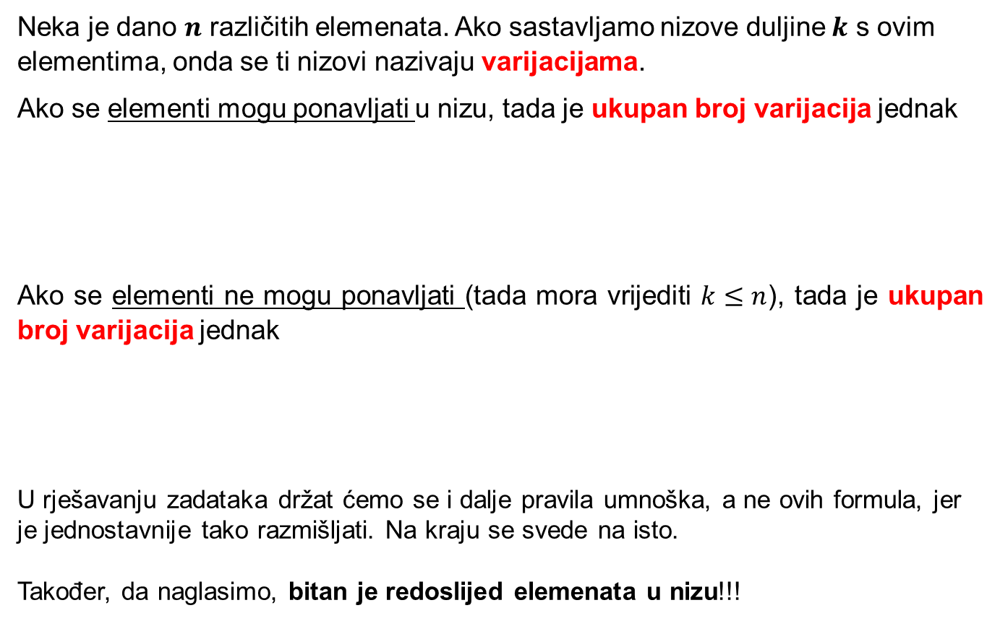 Neka je dano n različitih elemenata. Ako sastavljamo nizove duljine k s ovim
elementima, onda se ti nizovi nazivaju varijacijama.
Ako se elementi mogu ponavljati u nizu, tada je ukupan broj varijacija jednak
Ako se elementi ne mogu ponavljati (tada mora vrijediti k ≤ n), tada je ukupan
broj varijacija jednak
U rješavanju zadataka držat ćemo se i dalje pravila umnoška, a ne ovih formula, jer
je jednostavnije tako razmišljati. Na kraju se svede na isto.
Također, da naglasimo, bitan je redoslijed elemenata u nizu!!!